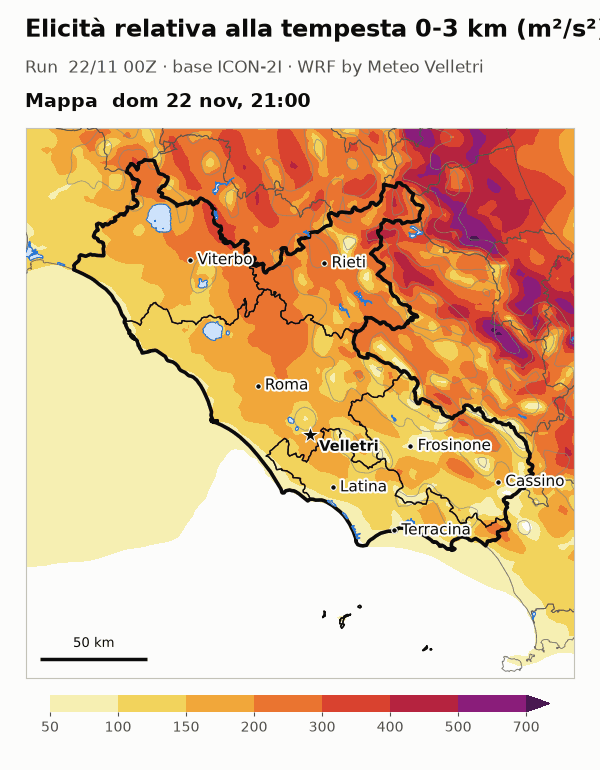 Elicità relativa alla tempesta 0-3 km (m²/s²)
Run 22/11 00Z · base ICON-2I · WRF by Meteo Velletri
Mappa dom 22 nov, 21:00
Viterbo
Rieti
Roma
Velletri
Frosinone
Latina
Cassino
Terracina
50 km
50 100 150 200 300 400 500 700